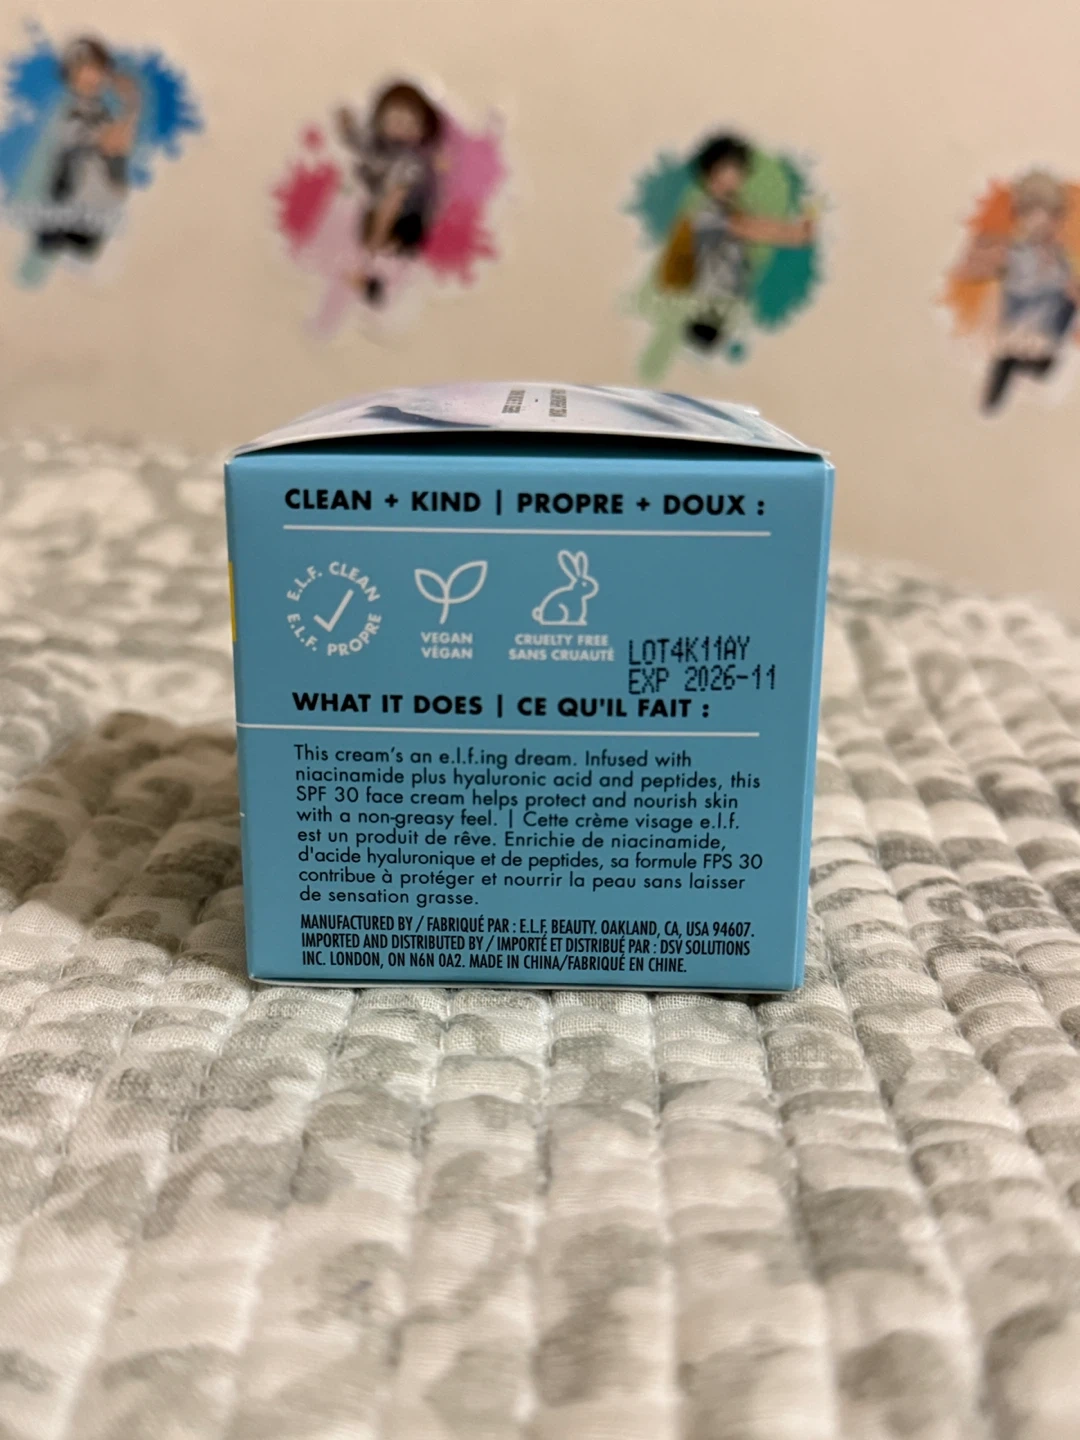 CLEAN + KIND | PROPRE + DOUX :
E.L.F. CLEAN
E.L.F. PROPRE
VEGAN
VÉGAN
CRUELTY FREE
SANS CRUAUTÉ
LOT4K11AY
EXP 2026-11
WHAT IT DOES | CE QU'IL FAIT :
This cream's an e.l.f.ing dream. Infused with
niacinamide plus hyaluronic acid and peptides, this
SPF 30 face cream helps protect and nourish skin
with a non-greasy feel. | Cette crème visage e.l.f.
est un produit de rêve. Enrichie de niacinamide,
d'acide hyaluronique et de peptides, sa formule FPS 30
contribue à protéger et nourrir la peau sans laisser
de sensation grasse.
MANUFACTURED BY / FABRIQUÉ PAR : E.L.F. BEAUTY. OAKLAND, CA, USA 94607.
IMPORTED AND DISTRIBUTED BY / IMPORTÉ ET DISTRIBUÉ PAR : DSV SOLUTIONS
INC. LONDON, ON N6N 0A2. MADE IN CHINA/FABRIQUÉ EN CHINE.